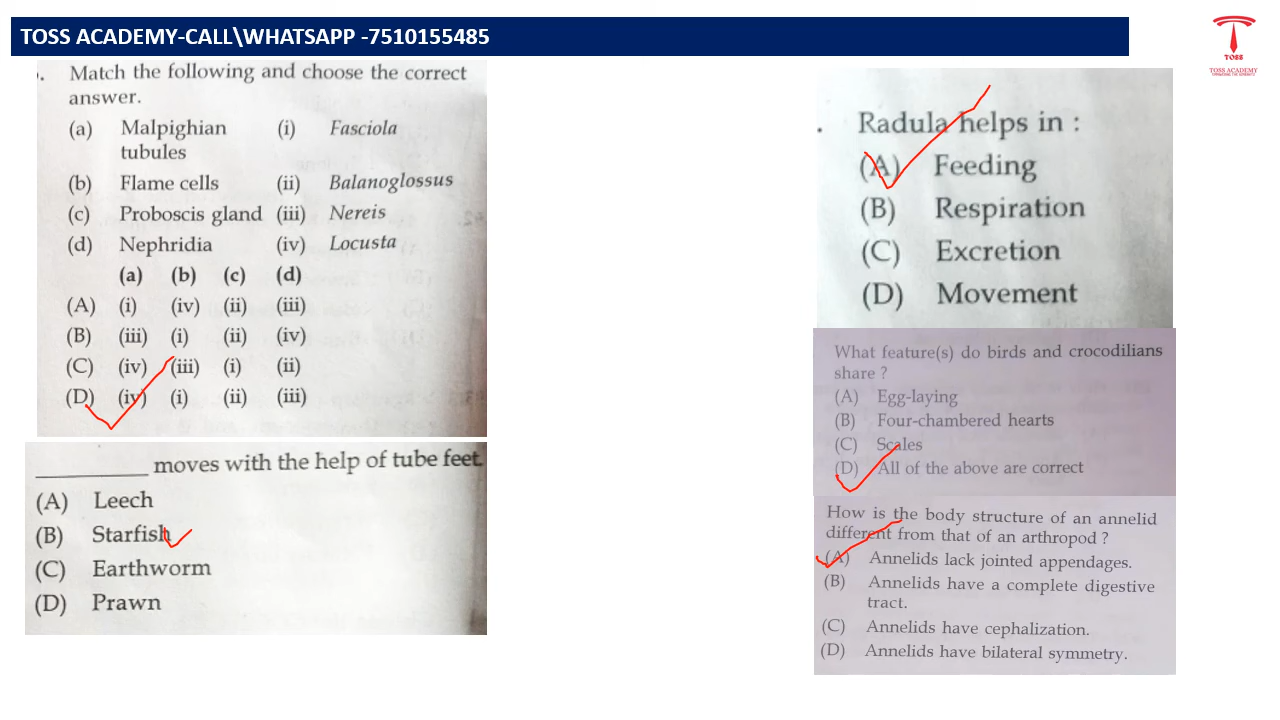 TOSS ACADEMY-CALL\WHATSAPP -7510155485
TOSS
TOSS ACADEMY
. Match the following and choose the correct
answer.
(a) Malpighian (i) Fasciola
tubules
(b) Flame cells (ii) Balanoglossus
(c) Proboscis gland (iii) Nereis
(d) Nephridia (iv) Locusta
(a) (b) (c) (d)
(A) (i) (iv) (ii) (iii)
(B) (iii) (i) (ii) (iv)
(C) (iv) (iii) (i) (ii)
(D) (iv) (i) (ii) (iii)
________ moves with the help of tube feet.
(A) Leech
(B) Starfish
(C) Earthworm
(D) Prawn
. Radula helps in :
(A) Feeding
(B) Respiration
(C) Excretion
(D) Movement
What feature(s) do birds and crocodilians
share ?
(A) Egg-laying
(B) Four-chambered hearts
(C) Scales
(D) All of the above are correct
How is the body structure of an annelid
different from that of an arthropod ?
(A) Annelids lack jointed appendages.
(B) Annelids have a complete digestive
tract.
(C) Annelids have cephalization.
(D) Annelids have bilateral symmetry.